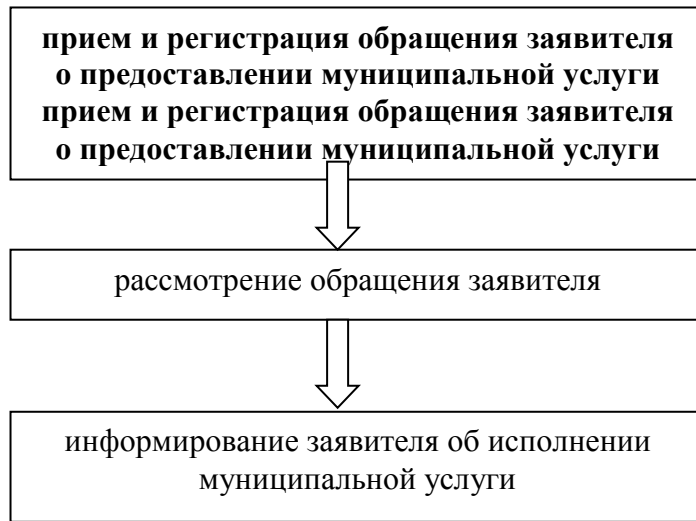 прием и регистрация обращения заявителя
о предоставлении муниципальной услуги
прием и регистрация обращения заявителя
о предоставлении муниципальной услуги
рассмотрение обращения заявителя
информирование заявителя об исполнении
муниципальной услуги